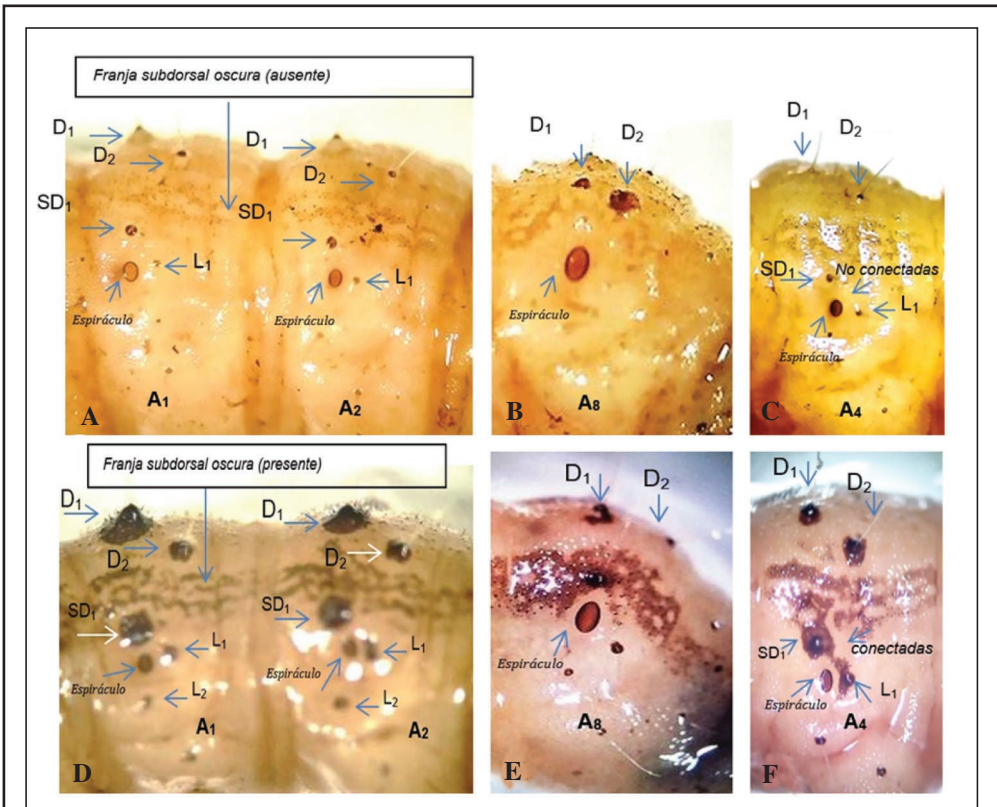 Franja subdorsal oscura (ausente)
D1
D2
SD1
L1
Espiráculo
A1
A
D1
D2
SD1
L1
Espiráculo
A2
D1
D2
Espiráculo
A8
B
D1
D2
SD1
No conectadas
L1
Espiráculo
A4
C
Franja subdorsal oscura (presente)
D1
D2
SD1
L1
Espiráculo
L2
A1
D
D1
D2
SD1
L1
Espiráculo
L2
A2
D1
D2
Espiráculo
A8
E
D1
D2
SD1
conectadas
Espiráculo
L1
A4
F